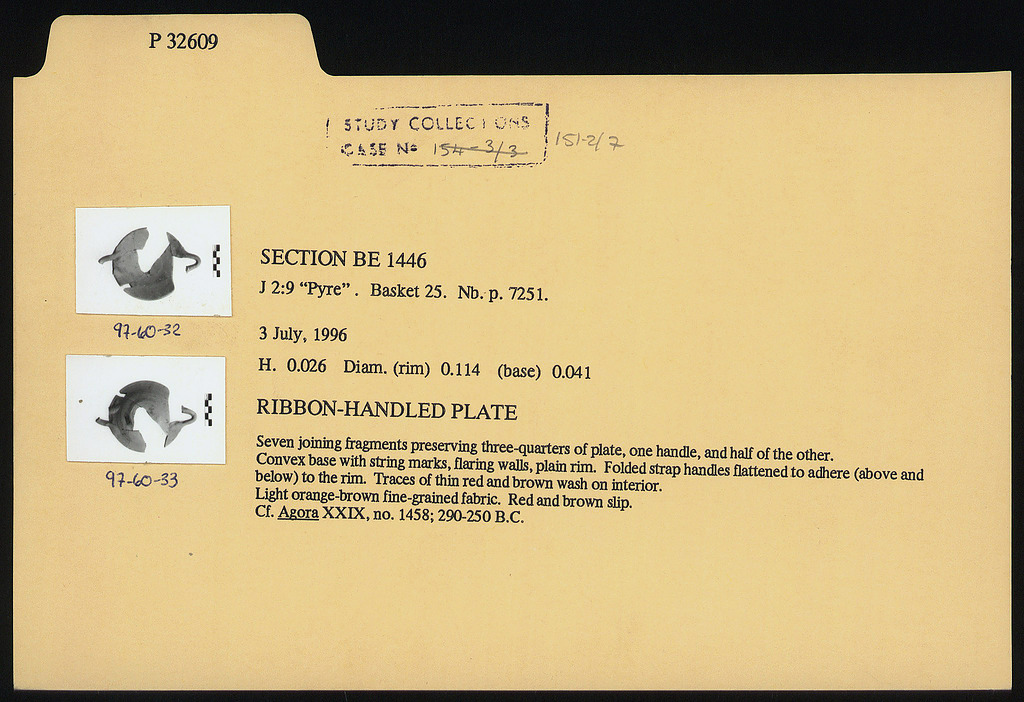 P 32609
STUDY COLLECTIONS
CASE Nº 154-3/3 151-2/7
SECTION BE 1446
J 2:9 “Pyre” . Basket 25. Nb. p. 7251.
97-60-32
3 July, 1996
H. 0.026 Diam. (rim) 0.114 (base) 0.041
RIBBON-HANDLED PLATE
Seven joining fragments preserving three-quarters of plate, one handle, and half of the other.
Convex base with string marks, flaring walls, plain rim. Folded strap handles flattened to adhere (above and
below) to the rim. Traces of thin red and brown wash on interior.
Light orange-brown fine-grained fabric. Red and brown slip.
Cf. Agora XXIX, no. 1458; 290-250 B.C.
97-60-33